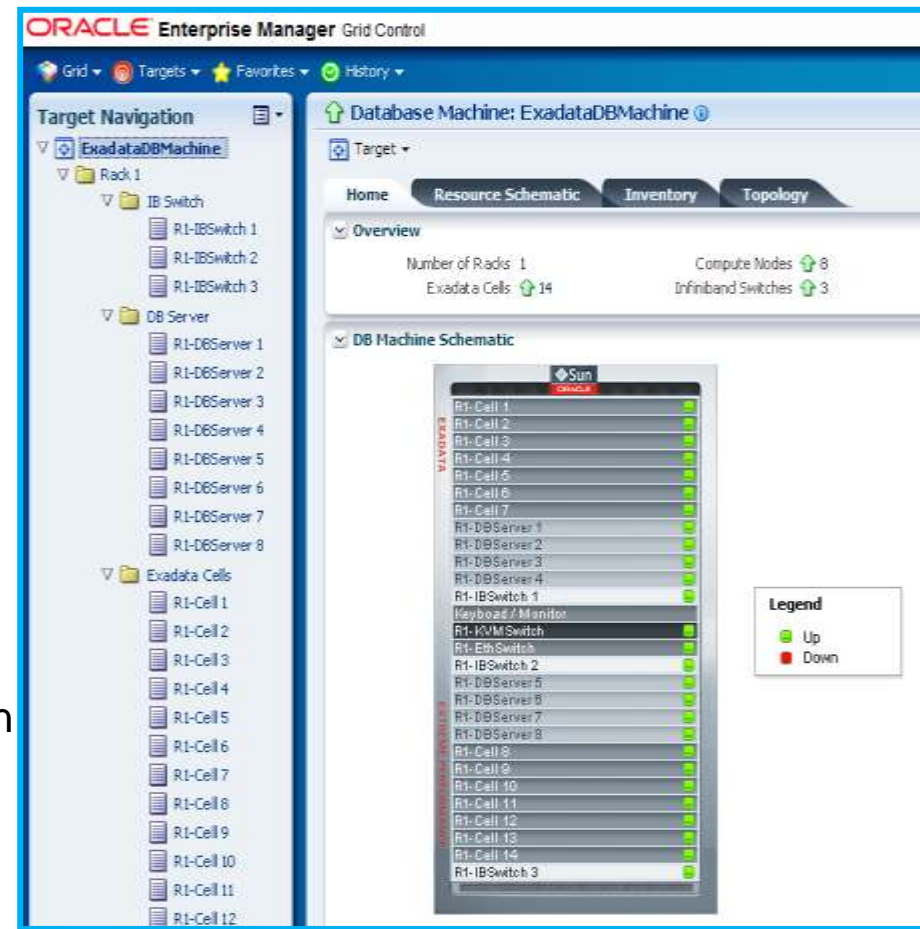 ORACLE Enterprise Manager Grid Control
Grid Targets Favorites History
Target Navigation
ExadataDBMachine
Rack 1
IB Switch
R1-IBSwitch 1
R1-IBSwitch 2
R1-IBSwitch 3
DB Server
R1-DBServer 1
R1-DBServer 2
R1-DBServer 3
R1-DBServer 4
R1-DBServer 5
R1-DBServer 6
R1-DBServer 7
R1-DBServer 8
Exadata Cells
R1-Cell 1
R1-Cell 2
R1-Cell 3
R1-Cell 4
R1-Cell 5
R1-Cell 6
R1-Cell 7
R1-Cell 8
R1-Cell 9
R1-Cell 10
R1-Cell 11
R1-Cell 12
n
Database Machine: ExadataDBMachine
Target
Home Resource Schematic Inventory Topology
Overview
Number of Racks 1 Compute Nodes 8
Exadata Cells 14 Infiniband Switches 3
DB Machine Schematic
Sun
ORACLE
EXADATA
R1-Cell 1
R1-Cell 2
R1-Cell 3
R1-Cell 4
R1-Cell 5
R1-Cell 6
R1-Cell 7
R1-DBServer 1
R1-DBServer 2
R1-DBServer 3
R1-DBServer 4
R1-IBSwitch 1
Keyboad / Monitor
R1-KVMSwitch
R1-EthSwitch
R1-IBSwitch 2
R1-DBServer 5
R1-DBServer 6
R1-DBServer 7
R1-DBServer 8
R1-Cell 8
R1-Cell 9
R1-Cell 10
R1-Cell 11
R1-Cell 12
R1-Cell 13
R1-Cell 14
R1-IBSwitch 3
EXTREME PERFORMANCE
Legend
Up
Down